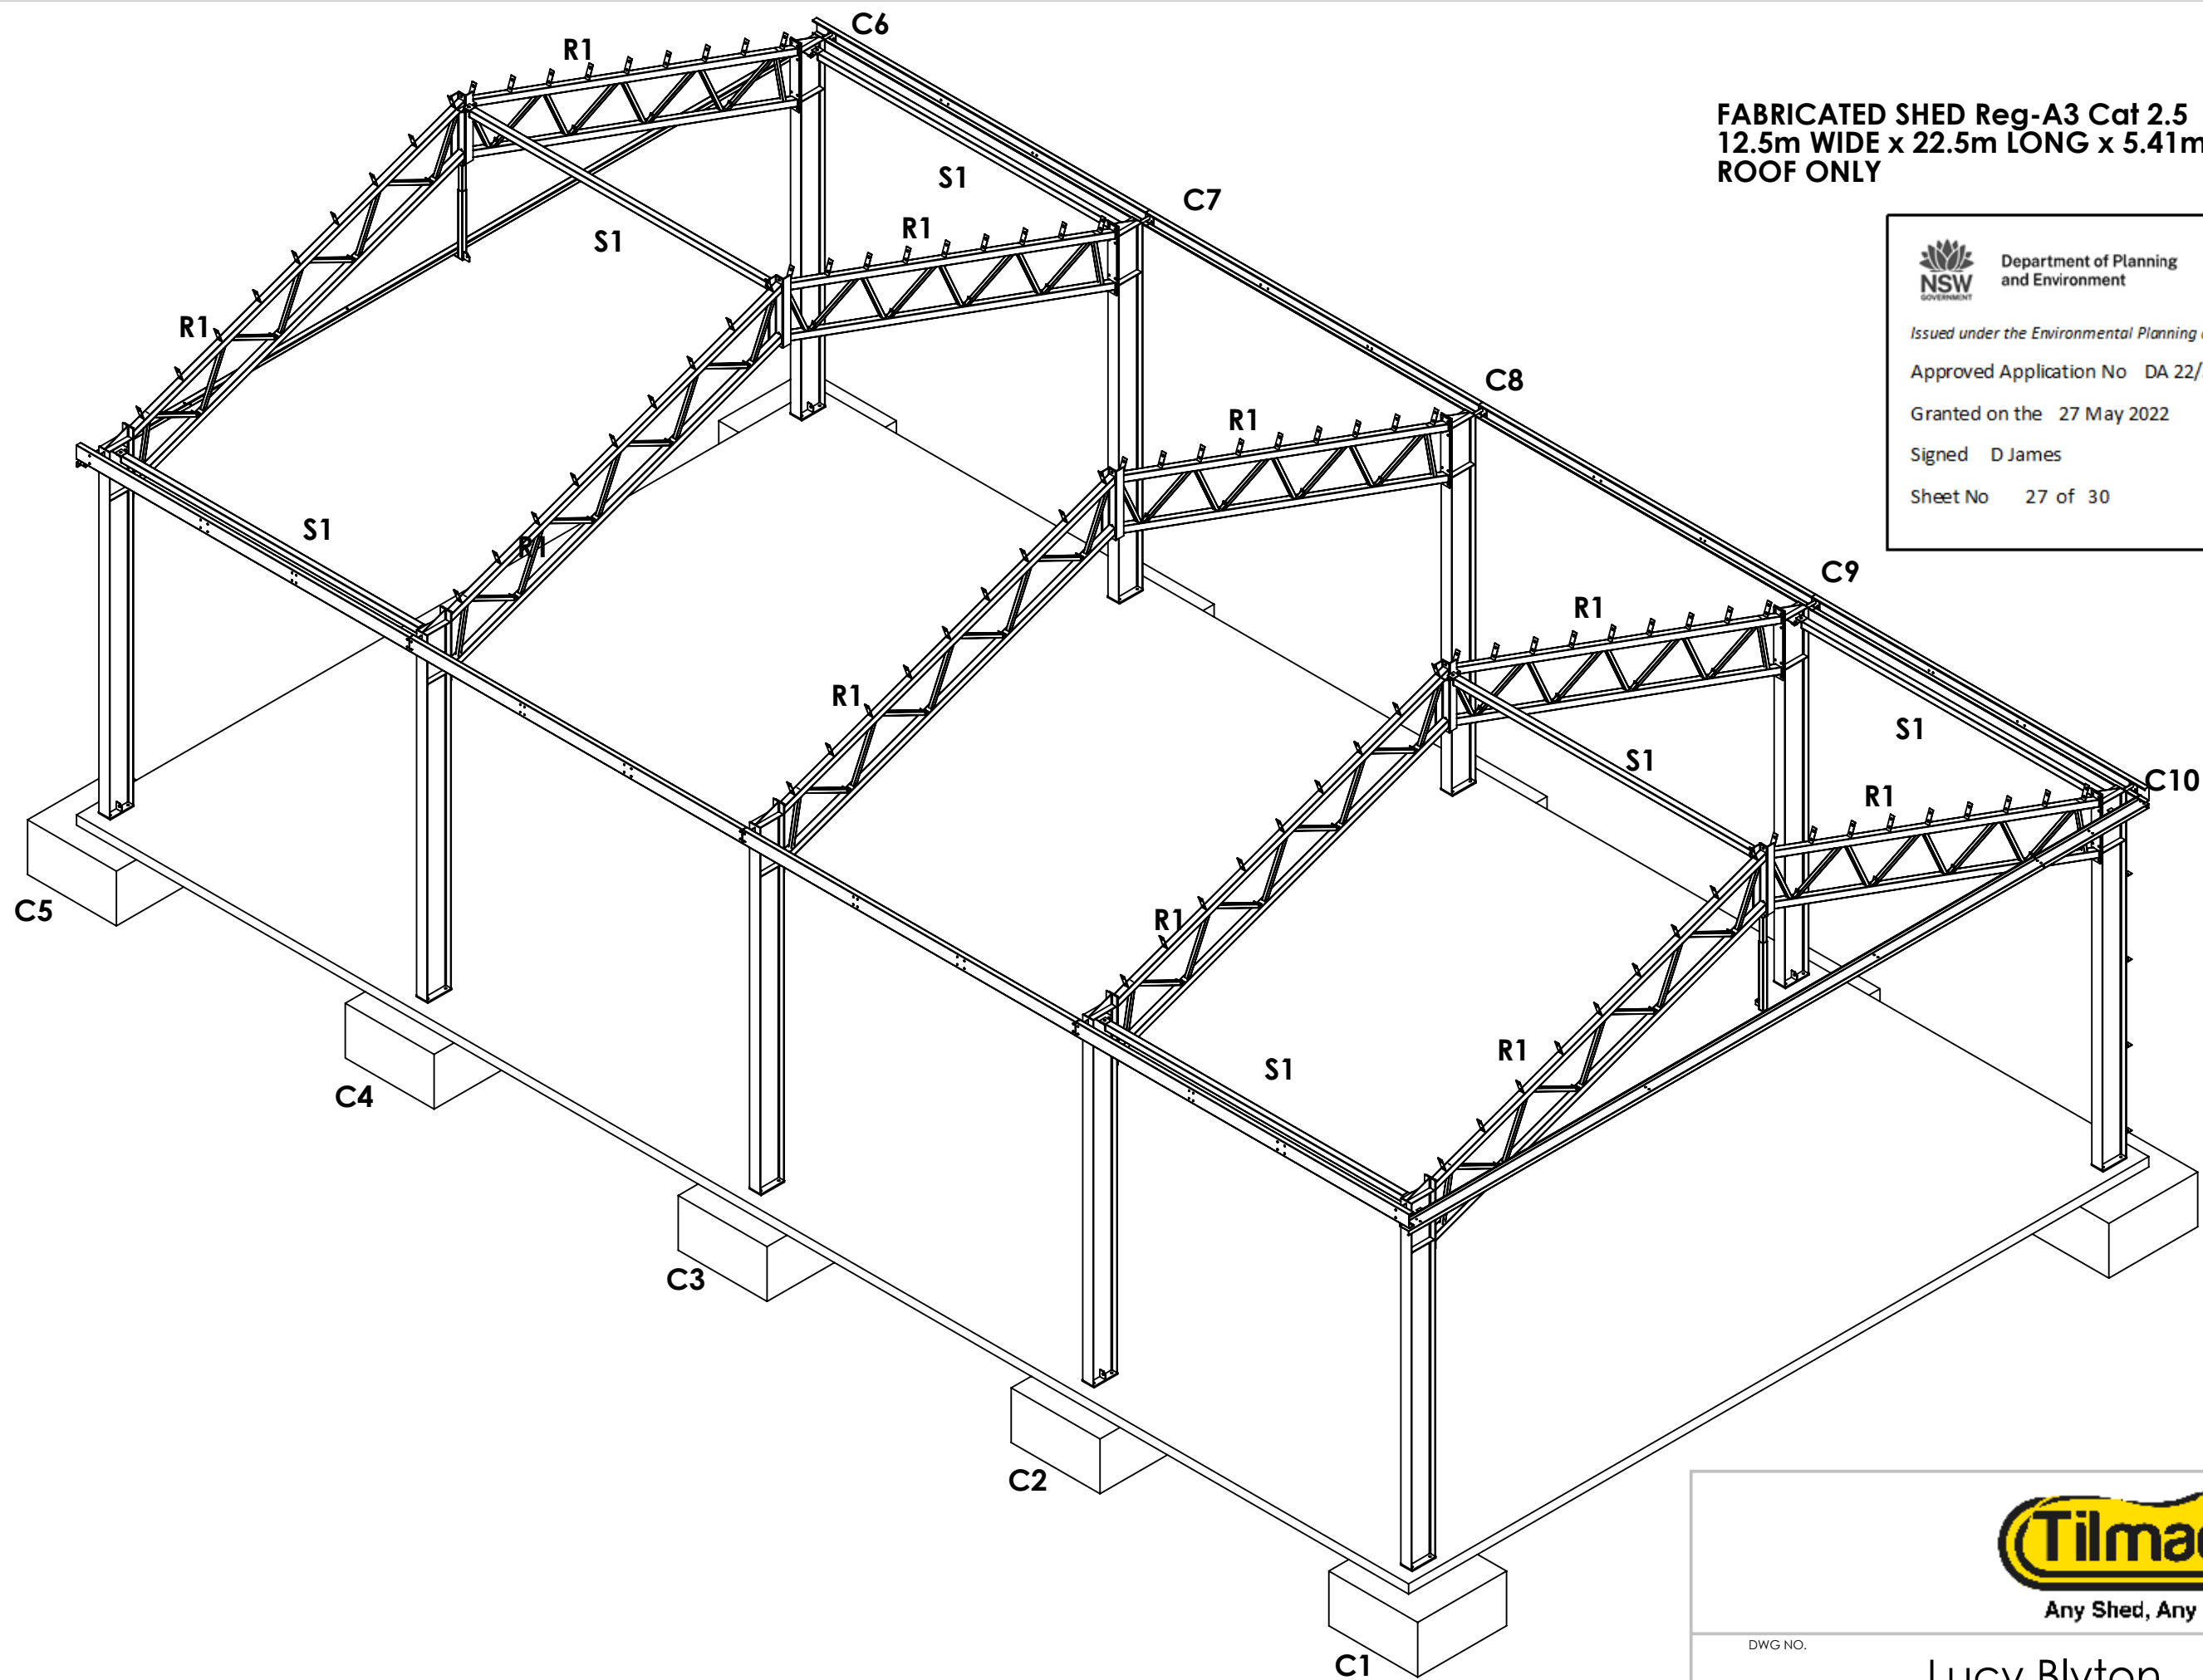 C6
R1
FABRICATED SHED Reg-A3 Cat 2.5
12.5m WIDE x 22.5m LONG x 5.41m
ROOF ONLY
S1
C7
R1
S1
NSW
GOVERNMENT
Department of Planning
and Environment
Issued under the Environmental Planning
Approved Application No DA 22/
Granted on the 27 May 2022
Signed D James
Sheet No 27 of 30
R1
C8
R1
S1
R1
C9
R1
R1
S1
S1
C10
R1
C5
R1
R1
S1
C4
C3
C2
C1
Tilma
Any Shed, Any
DWG NO.
Lucy Blyton